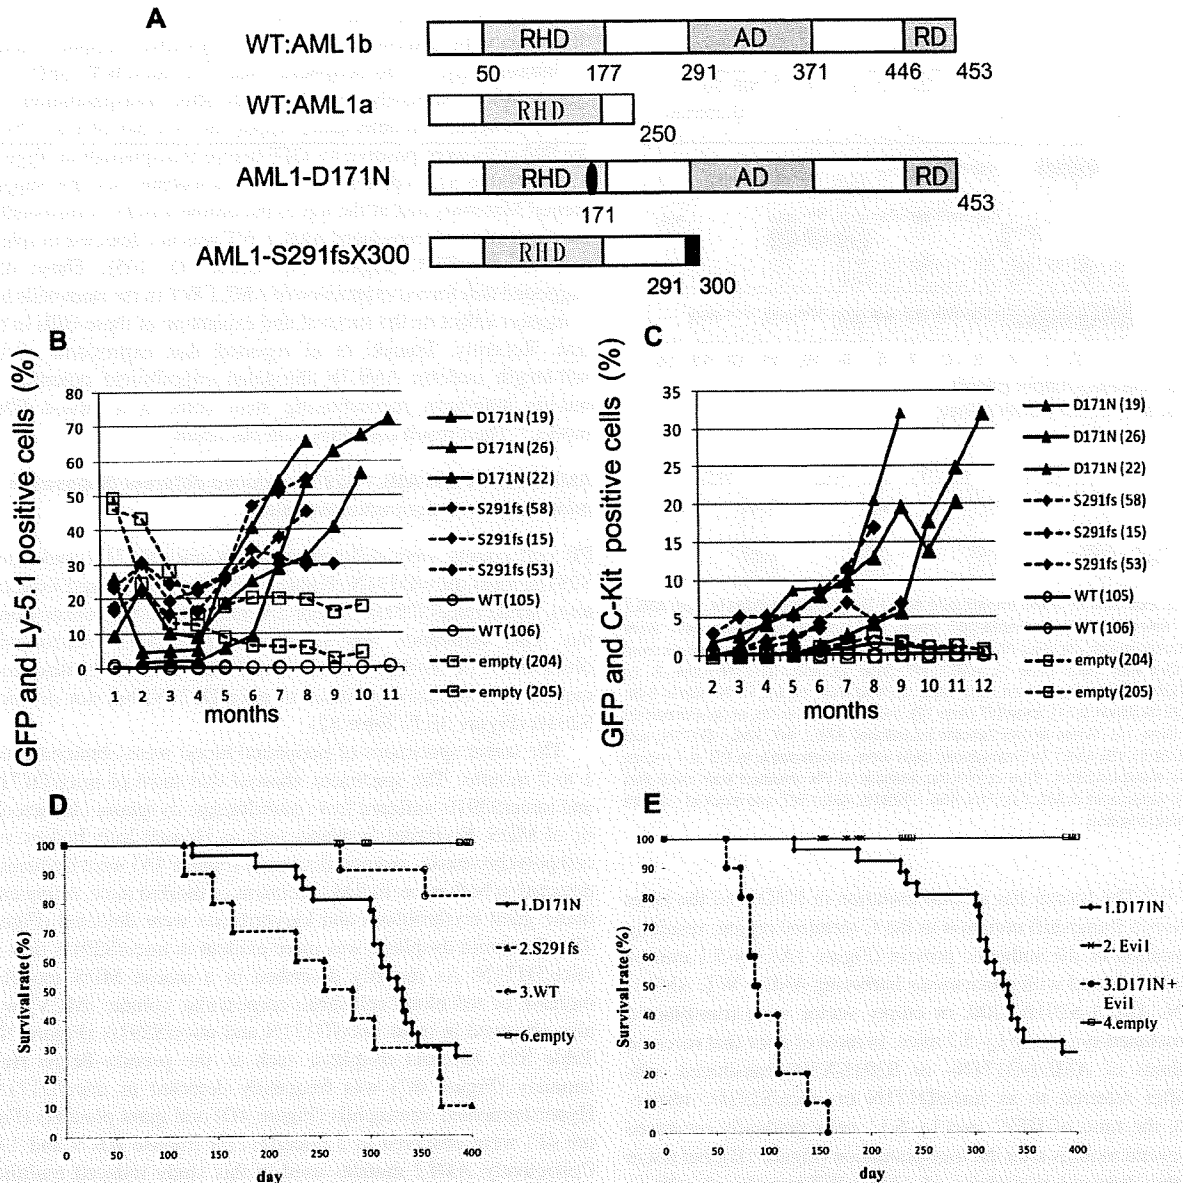 A
WT:AML1b
RHD
AD
RD
50
177
291
371
446
453
WT:AML1a
RHD
250
AML1-D171N
RHD
AD
RD
171
453
AML1-S291fsX300
RHD
291
300
B
GFP and Ly-5.1 positive cells (%)
80
70
60
50
40
30
20
10
0
1 2 3 4 5 6 7 8 9 10 11
months
D171N (19)
D171N (26)
D171N (22)
S291fs (58)
S291fs (15)
S291fs (53)
WT (105)
WT (106)
empty (204)
empty (205)
C
GFP and C-Kit positive cells (%)
35
30
25
20
15
10
5
0
2 3 4 5 6 7 8 9 10 11 12
months
D171N (19)
D171N (26)
D171N (22)
S291fs (58)
S291fs (15)
S291fs (53)
WT (105)
WT (106)
empty (204)
empty (205)
D
Survival rate (%)
100
90
80
70
60
50
40
30
20
10
0
0 50 100 150 200 250 300 350 400
day
1.D171N
2.S291fs
3.WT
6.empty
E
Survival rate (%)
100
90
80
70
60
50
40
30
20
10
0
0 50 100 150 200 250 300 350 400
day
1.D171N
2.Evi1
3.D171N+
Evi1
4.empty